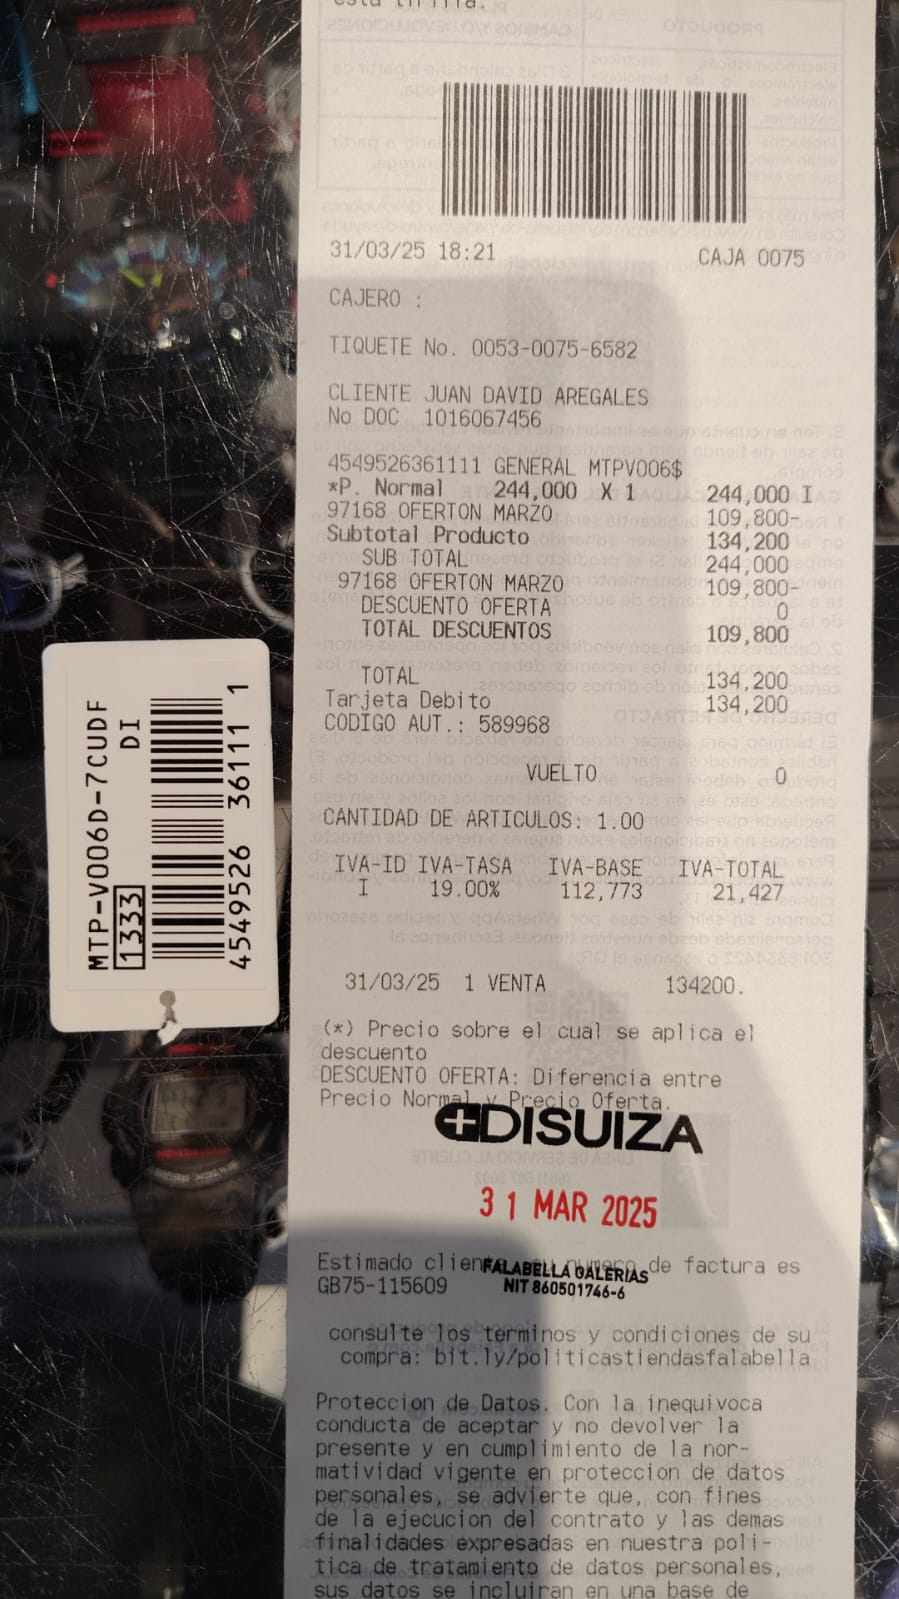 31/03/25 18:21 CAJA 0075
CAJERO :
TIQUETE No. 0053-0075-6582
CLIENTE JUAN DAVID AREGALES
No DOC 1016067456
4549526361111 GENERAL MTPV006$
*P. Normal 244,000 X 1 244,000 I
97168 OFERTON MARZO 109,800-
Subtotal Producto 134,200
SUB TOTAL 244,000
97168 OFERTON MARZO 109,800-
DESCUENTO OFERTA 0
TOTAL DESCUENTOS 109,800
TOTAL 134,200
Tarjeta Debito 134,200
CODIGO AUT.: 589968
VUELTO 0
CANTIDAD DE ARTICULOS: 1.00
IVA-ID IVA-TASA IVA-BASE IVA-TOTAL
I 19.00% 112,773 21,427
31/03/25 1 VENTA 134200.
(*) Precio sobre el cual se aplica el
descuento
DESCUENTO OFERTA: Diferencia entre
Precio Normal y Precio Oferta.
DISUIZA
31 MAR 2025
Estimado cliente, su numero de factura es
FALABELLA GALERIAS
GB75-115609
NIT 860501746-6
consulte los terminos y condiciones de su
compra: bit.ly/politicastiendasfalabella
Proteccion de Datos. Con la inequivoca
conducta de aceptar y no devolver la
presente y en cumplimiento de la nor-
matividad vigente en proteccion de datos
personales, se advierte que, con fines
de la ejecucion del contrato y las demas
finalidades expresadas en nuestra poli-
tica de tratamiento de datos personales,
sus datos se incluiran en una base de
MTP-V006D-7CUDF
DI
1333
4549526 36111 1